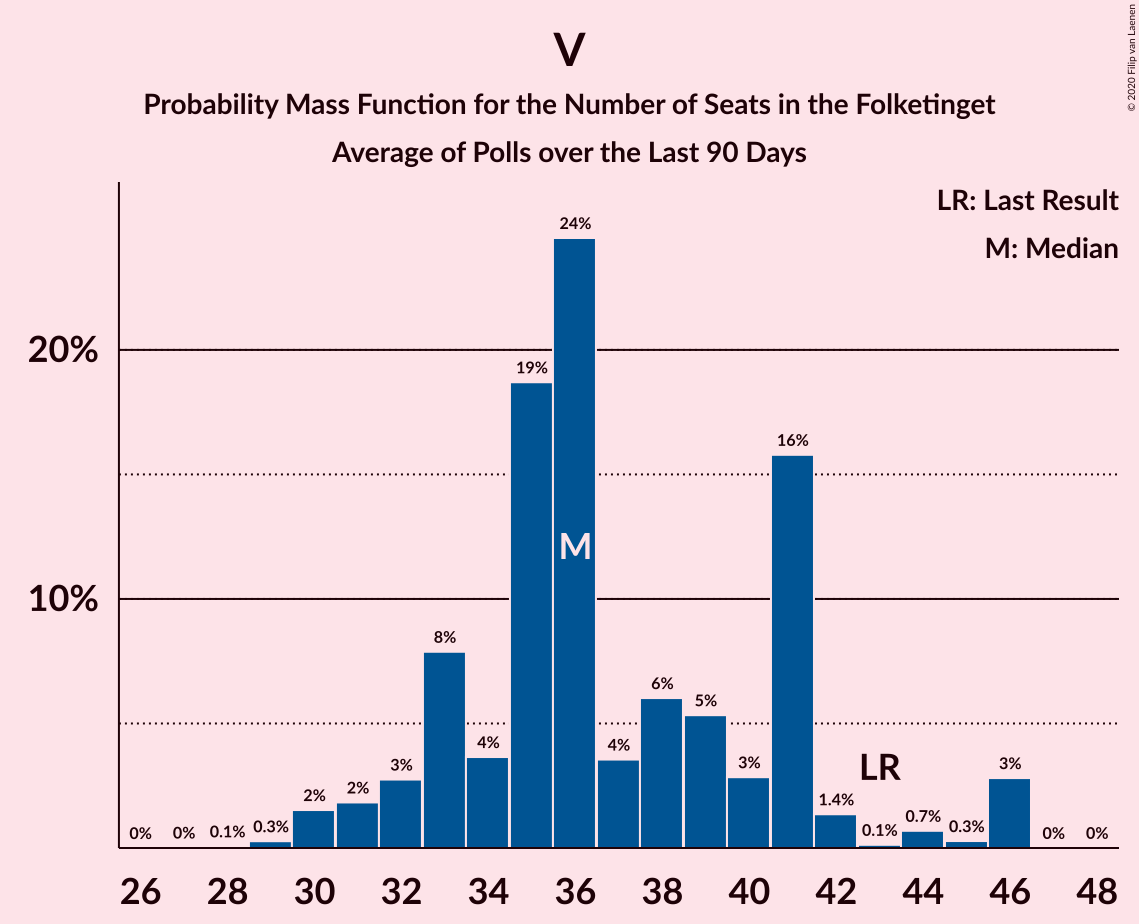 V
Probability Mass Function for the Number of Seats in the Folketinget
Average of Polls over the Last 90 Days
© 2020 Filip van Laenen
LR: Last Result
M: Median
20%
10%
0%
0%
0.1%
0.3%
2%
2%
3%
8%
4%
19%
24%
4%
6%
5%
3%
16%
1.4%
0.1%
0.7%
0.3%
3%
0%
0%
M
LR
26 28 30 32 34 36 38 40 42 44 46 48